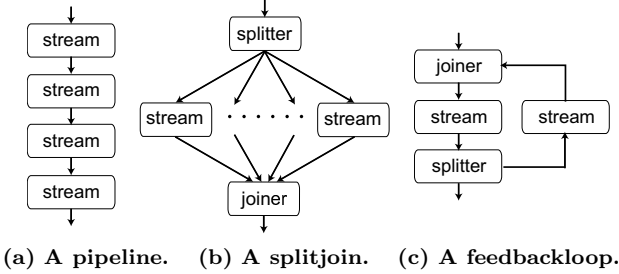 stream
stream
stream
stream
splitter
stream . . . . . . stream
joiner
joiner
stream stream
splitter
(a) A pipeline. (b) A splitjoin. (c) A feedbackloop.